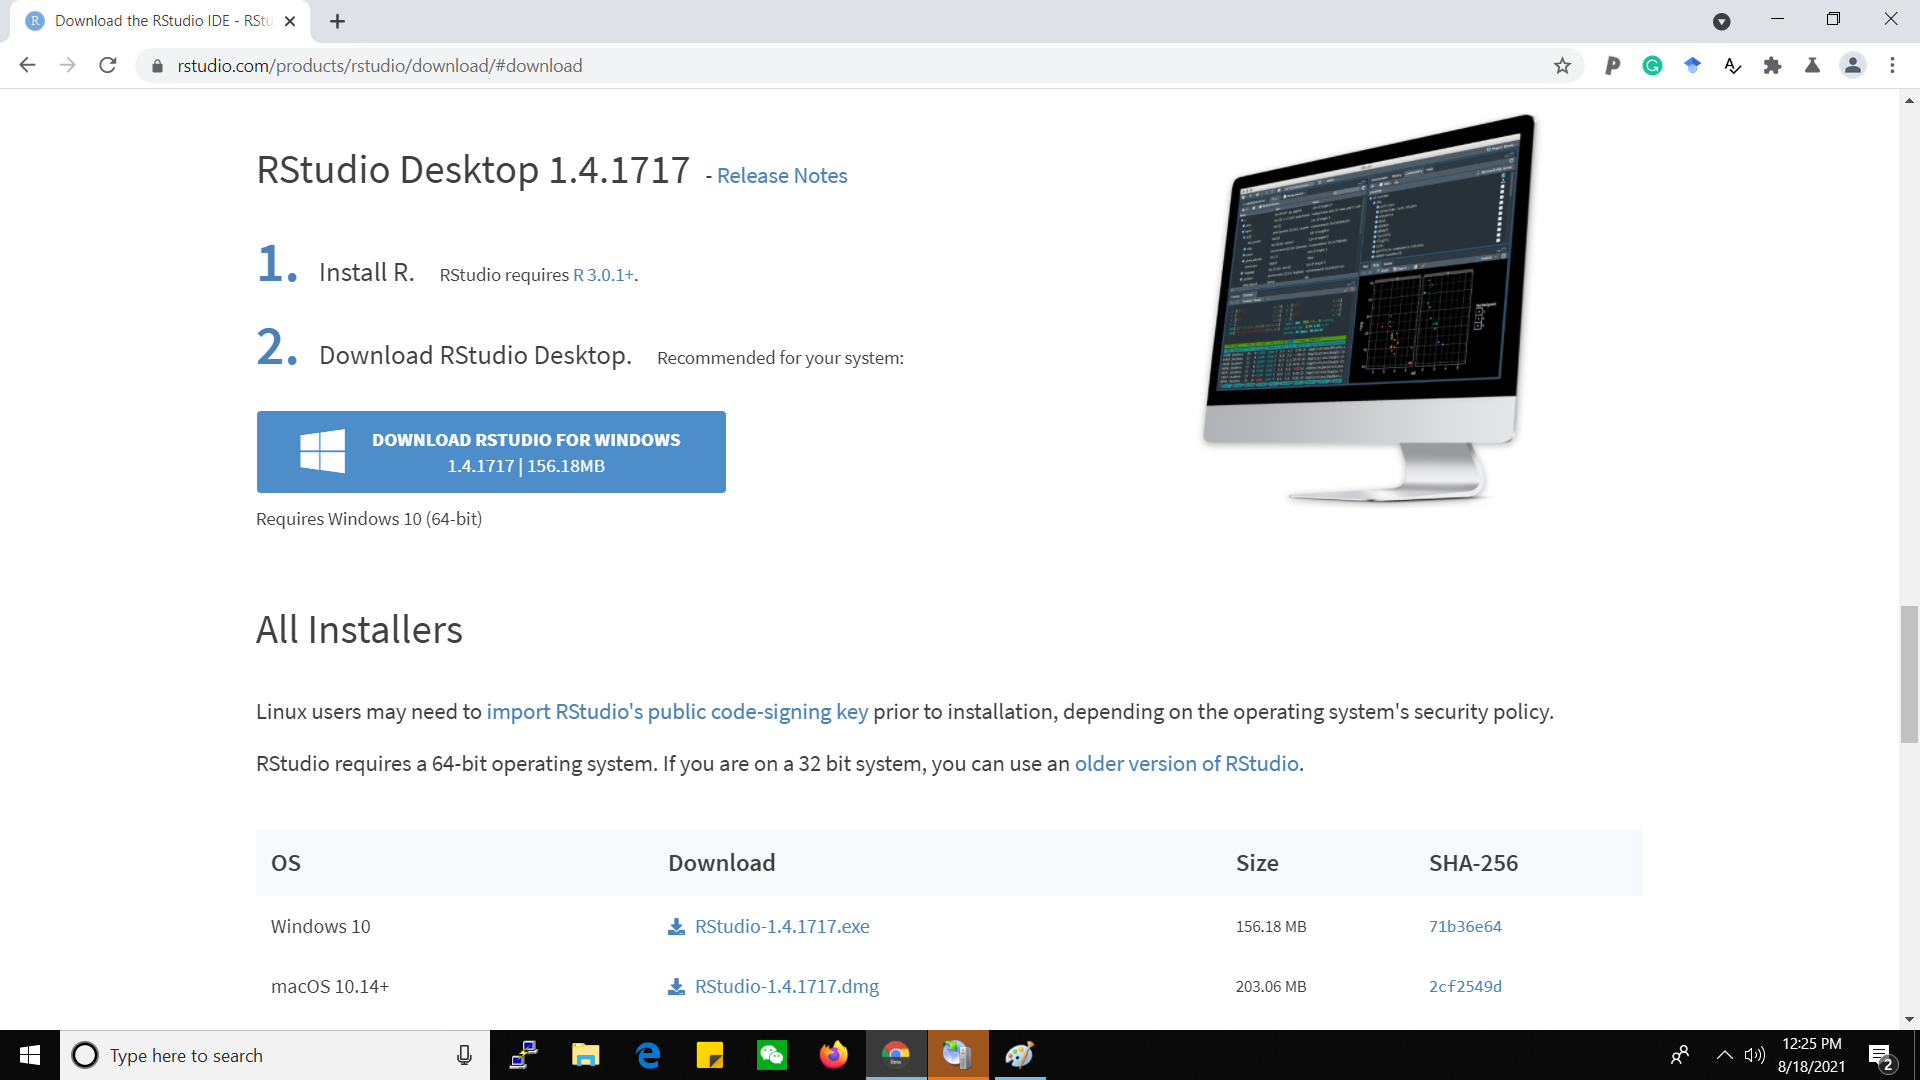 Download the RStudio IDE - RStu
rstudio.com/products/rstudio/download/#download
RStudio Desktop 1.4.1717 - Release Notes
1. Install R. RStudio requires R 3.0.1+.
2. Download RStudio Desktop. Recommended for your system:
DOWNLOAD RSTUDIO FOR WINDOWS
1.4.1717 | 156.18MB
Requires Windows 10 (64-bit)
All Installers
Linux users may need to import RStudio's public code-signing key prior to installation, depending on the operating system's security policy.
RStudio requires a 64-bit operating system. If you are on a 32 bit system, you can use an older version of RStudio.
OS Download Size SHA-256
Windows 10 RStudio-1.4.1717.exe 156.18 MB 71b36e64
macOS 10.14+ RStudio-1.4.1717.dmg 203.06 MB 2cf2549d
Type here to search
12:25 PM
8/18/2021
2